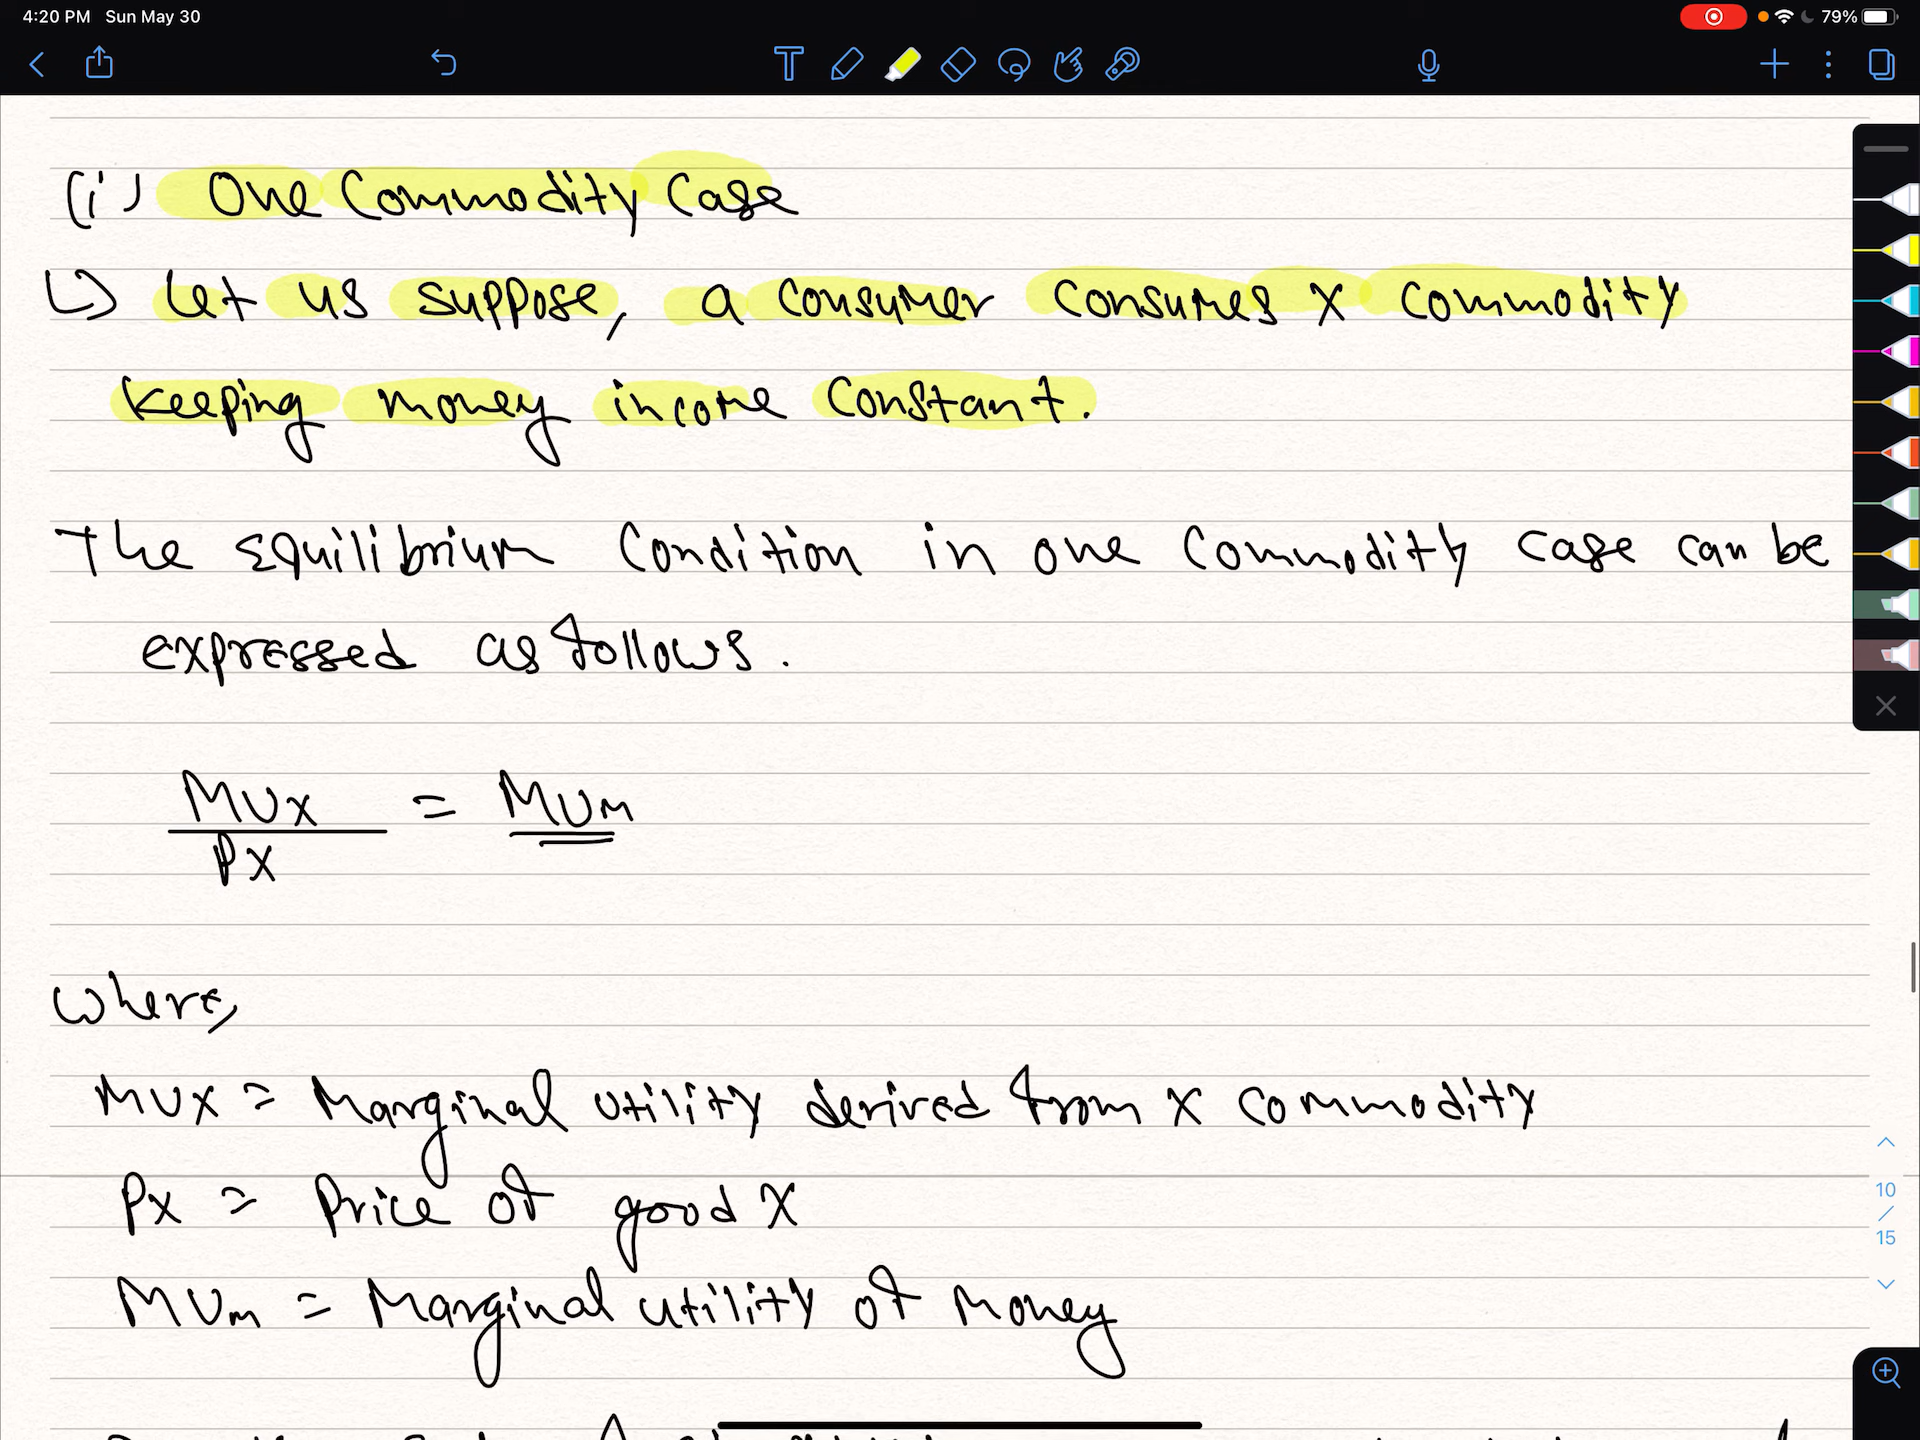 4:20 PM Sun May 30
79%
(i) One Commodity Case
↳ Let us suppose, a consumer consumes X commodity
keeping money income constant.
The equilibrium condition in one commodity case can be
expressed as follows.
MUx = MUm
Px
where,
MUx = Marginal utility derived from X commodity
Px = Price of good X
MUm = Marginal utility of Money
10
/
15